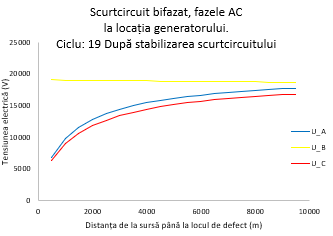 Scurtcircuit bifazat, fazele AC
la locația generatorului.
Ciclu: 19 După stabilizarea scurtcircuitului
Tensiunea electrică (V)
25000
20000
15000
10000
5000
0
0
2000
4000
6000
8000
10000
Distanța de la sursă până la locul de defect (m)
U_A
U_B
U_C